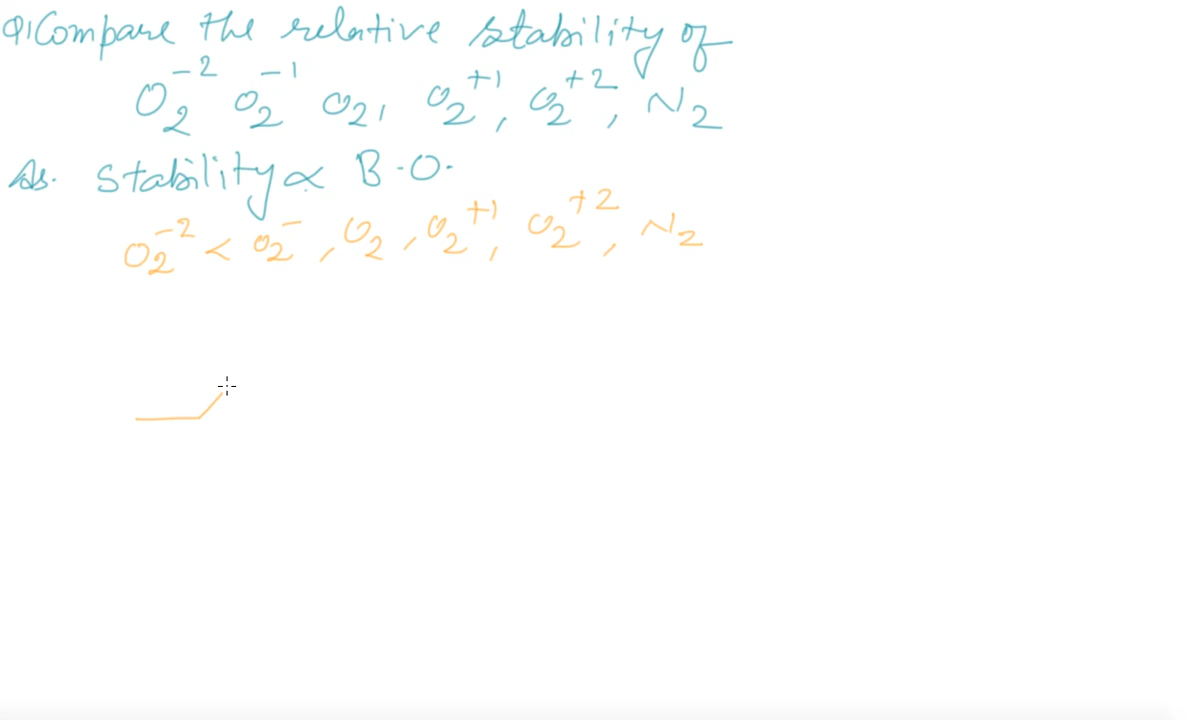 Q1 Compare the relative stability of
O₂⁻² O₂⁻¹ O₂, O₂⁺¹, O₂⁺², N₂
As. stability ∝ B.O.
O₂⁻² < O₂⁻, O₂, O₂⁺¹, O₂⁺², N₂